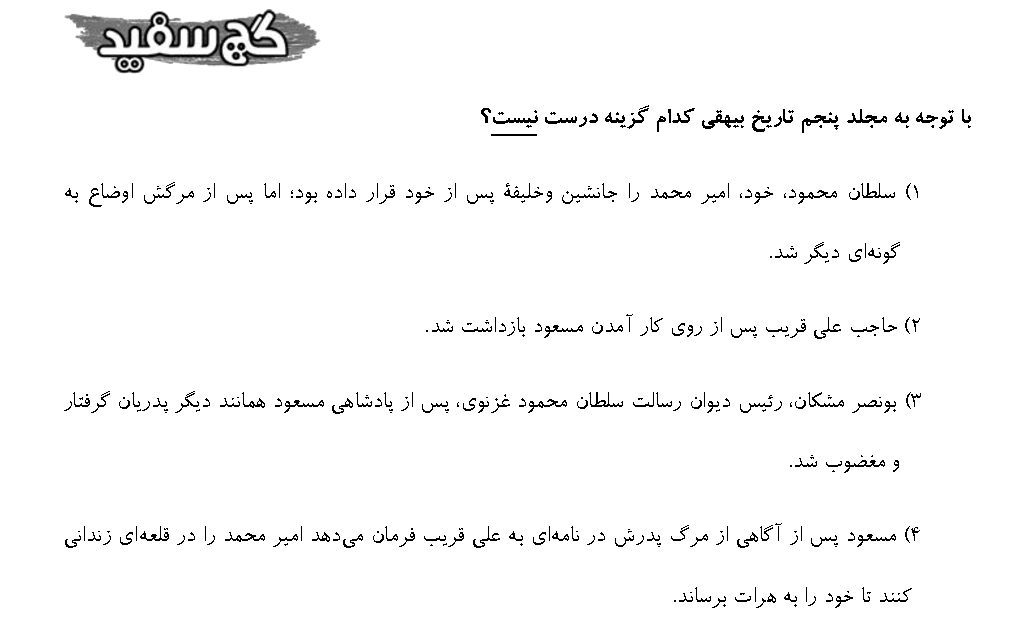 گچ سفید
با توجه به مجلد پنجم تاریخ بیهقی کدام گزینه درست نیست؟
۱) سلطان محمود، خود، امیر محمد را جانشین وخلیفهٔ پس از خود قرار داده بود؛ اما پس از مرگش اوضاع به
گونه‌ای دیگر شد.
۲) حاجب علی قریب پس از روی کار آمدن مسعود بازداشت شد.
۳) بونصر مشکان، رئیس دیوان رسالت سلطان محمود غزنوی، پس از پادشاهی مسعود همانند دیگر پدریان گرفتار
و مغضوب شد.
۴) مسعود پس از آگاهی از مرگ پدرش در نامه‌ای به علی قریب فرمان می‌دهد امیر محمد را در قلعه‌ای زندانی
کنند تا خود را به هرات برساند.